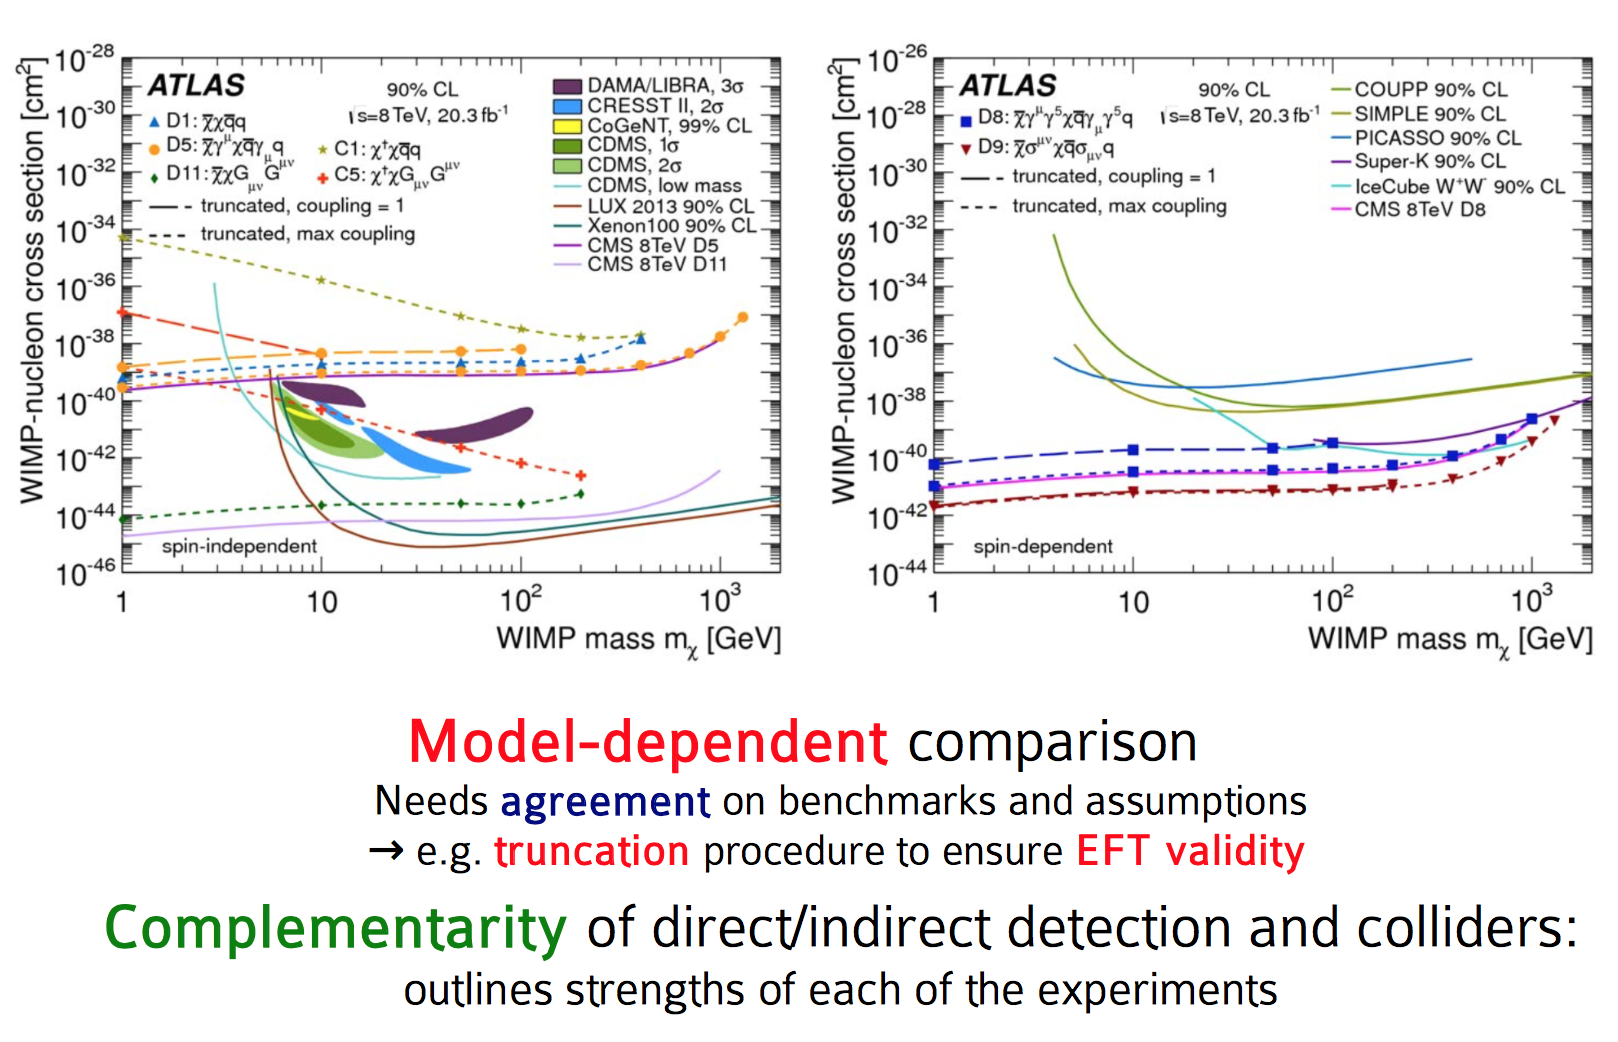 ATLAS
90% CL
√s=8 TeV, 20.3 fb⁻¹
D1: χ̅χq̅q
D5: χ̅γ^μχq̅γ_μq
D11: χ̅χG_μνG^μν
C1: χ⁺χq̅q
C5: χ⁺χG_μνG^μν
truncated, coupling = 1
truncated, max coupling
DAMA/LIBRA, 3σ
CRESST II, 2σ
CoGeNT, 99% CL
CDMS, 1σ
CDMS, 2σ
CDMS, low mass
LUX 2013 90% CL
Xenon100 90% CL
CMS 8TeV D5
CMS 8TeV D11
spin-independent
WIMP-nucleon cross section [cm²]
10⁻²⁸
10⁻³⁰
10⁻³²
10⁻³⁴
10⁻³⁶
10⁻³⁸
10⁻⁴⁰
10⁻⁴²
10⁻⁴⁴
10⁻⁴⁶
1 10 10² 10³
WIMP mass m_χ [GeV]
ATLAS
90% CL
√s=8 TeV, 20.3 fb⁻¹
D8: χ̅γ^μγ⁵χq̅γ_μγ⁵q
D9: χ̅σ^μνχq̅σ_μνq
truncated, coupling = 1
truncated, max coupling
COUPP 90% CL
SIMPLE 90% CL
PICASSO 90% CL
Super-K 90% CL
IceCube W⁺W⁻ 90% CL
CMS 8TeV D8
spin-dependent
WIMP-nucleon cross section [cm²]
10⁻²⁶
10⁻²⁸
10⁻³⁰
10⁻³²
10⁻³⁴
10⁻³⁶
10⁻³⁸
10⁻⁴⁰
10⁻⁴²
10⁻⁴⁴
1 10 10² 10³
WIMP mass m_χ [GeV]
Model-dependent comparison
Needs agreement on benchmarks and assumptions
→ e.g. truncation procedure to ensure EFT validity
Complementarity of direct/indirect detection and colliders:
outlines strengths of each of the experiments